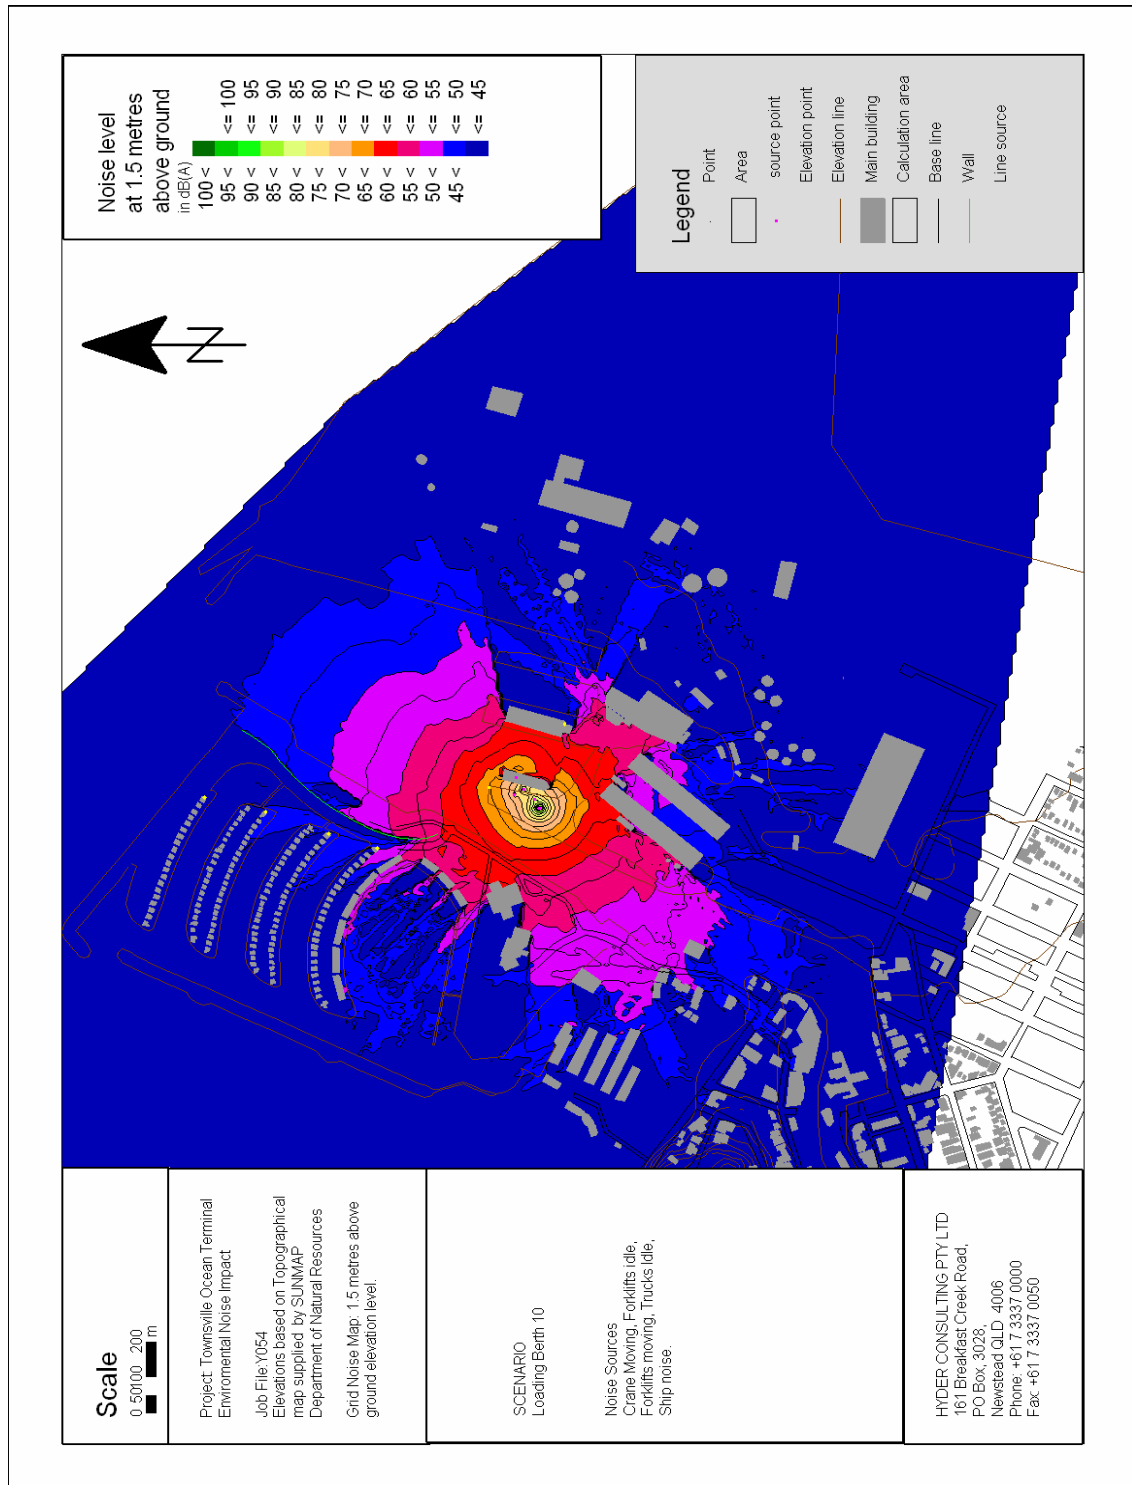 Noise level
at 1.5 metres
above ground
in dB(A)
100 <
95 < <= 100
90 < <= 95
85 < <= 90
80 < <= 85
75 < <= 80
70 < <= 75
65 < <= 70
60 < <= 65
55 < <= 60
50 < <= 55
45 < <= 50
<= 45
N
Legend
Point
Area
source point
Elevation point
Elevation line
Main building
Calculation area
Base line
Wall
Line source
Scale
0 50100 200
m
Project: Townsville Ocean Terminal
Enviromental Noise Impact
Job File:Y054
Elevations based on Topographical
map supplied by SUNMAP
Department of Natural Resources
Grid Noise Map: 1.5 metres above
ground elevation level.
SCENARIO
Loading Berth 10
Noise Sources
Crane Moving, Forklifts idle,
Forklifts moving, Trucks Idle,
Ship noise.
HYDER CONSULTING PTY LTD
161 Breakfast Creek Road,
PO Box, 3028,
Newstead QLD 4006
Phone: +61 7 3337 0000
Fax: +61 7 3337 0050